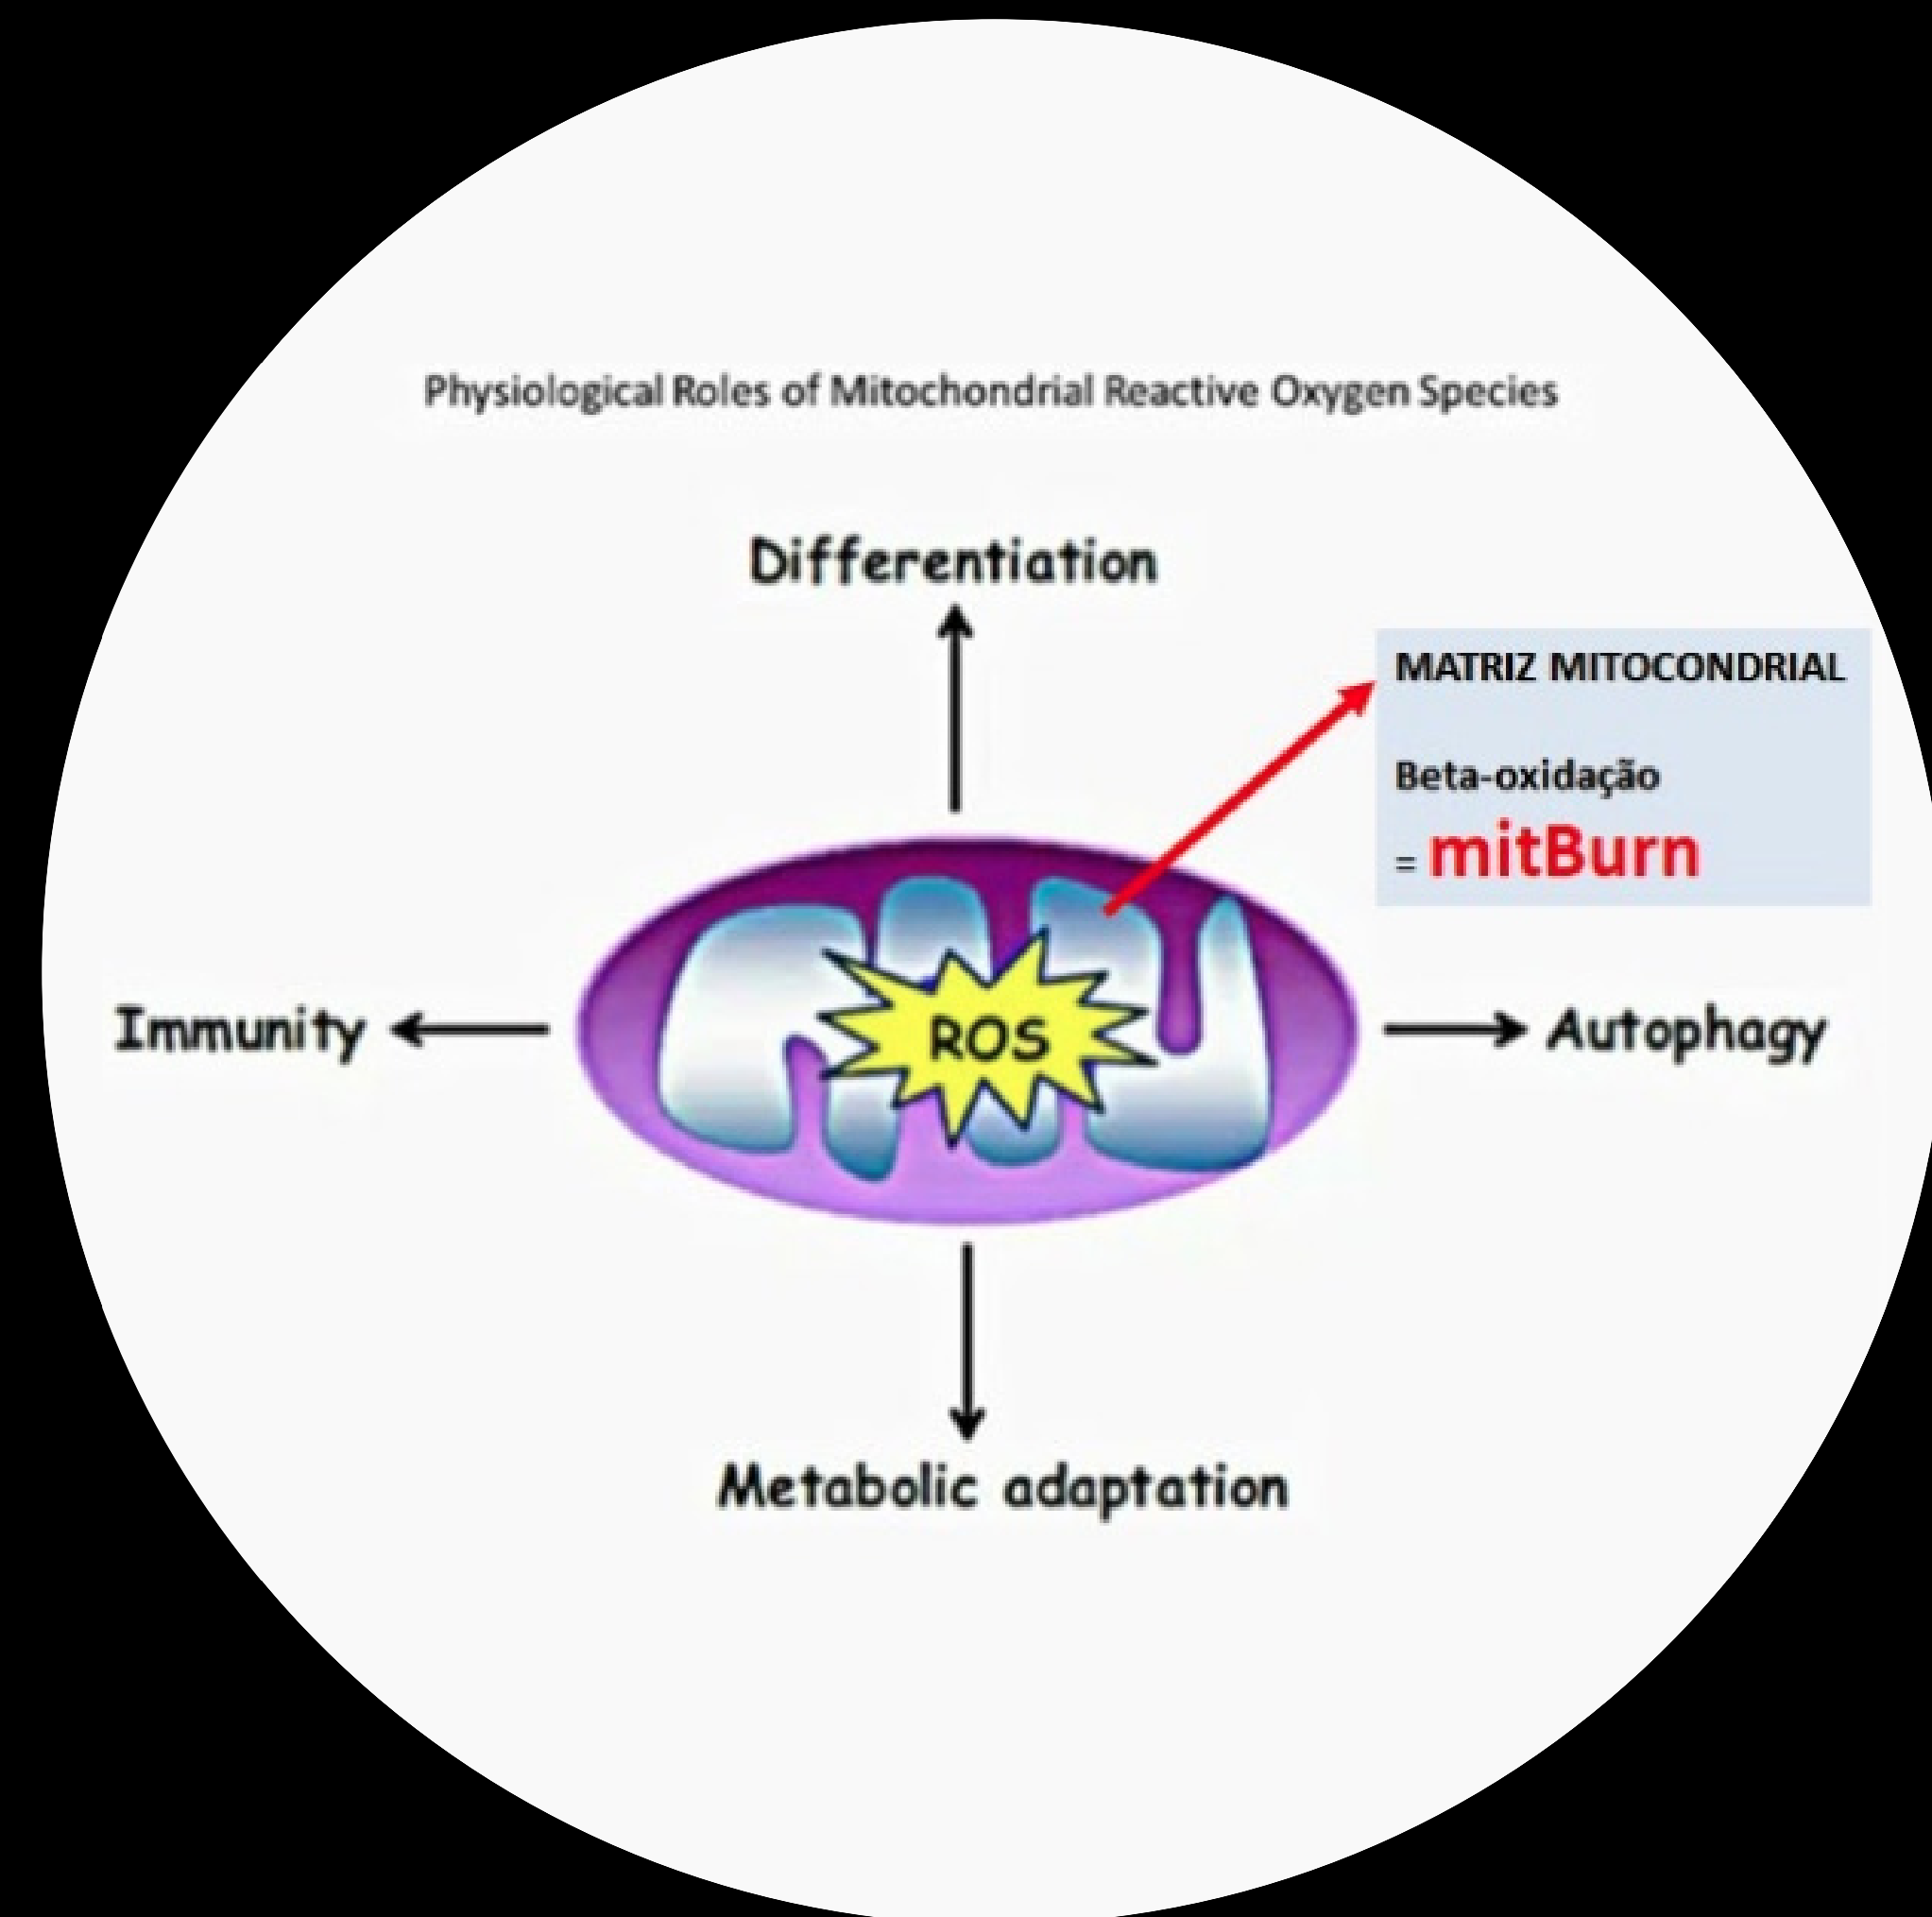 Physiological Roles of Mitochondrial Reactive Oxygen Species
Differentiation
MATRIZ MITOCONDRIAL
Beta-oxidação
= mitBurn
Immunity
ROS
Autophagy
Metabolic adaptation